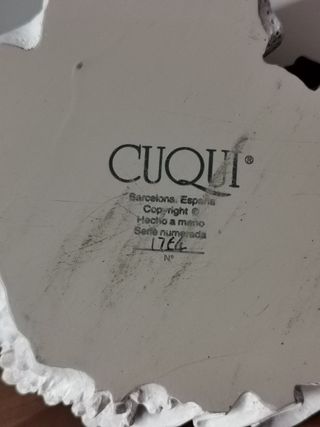 CUQUI®
Barcelona, España
Copyright ©
Hecho a mano
Serie numerada
1764
Nº